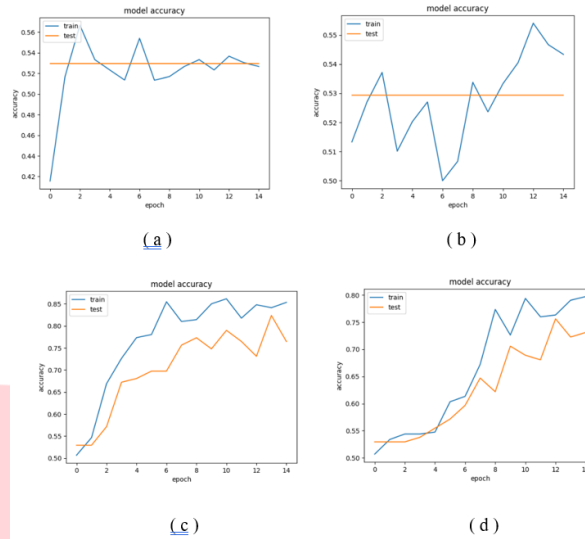 model accuracy
train
test
0.56
0.54
0.52
0.50
0.48
0.46
0.44
0.42
accuracy
0 2 4 6 8 10 12 14
epoch
( a )
model accuracy
train
test
0.55
0.54
0.53
0.52
0.51
0.50
accuracy
0 2 4 6 8 10 12 14
epoch
( b )
model accuracy
train
test
0.85
0.80
0.75
0.70
0.65
0.60
0.55
0.50
accuracy
0 2 4 6 8 10 12 14
epoch
( c )
model accuracy
train
test
0.80
0.75
0.70
0.65
0.60
0.55
0.50
accuracy
0 2 4 6 8 10 12
epoch
( d )